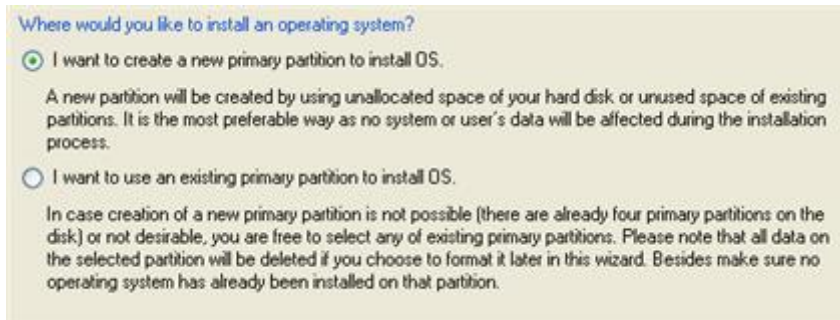 Where would you like to install an operating system?
I want to create a new primary partition to install OS.
A new partition will be created by using unallocated space of your hard disk or unused space of existing
partitions. It is the most preferable way as no system or user's data will be affected during the installation
process.
I want to use an existing primary partition to install OS.
In case creation of a new primary partition is not possible (there are already four primary partitions on the
disk) or not desirable, you are free to select any of existing primary partitions. Please note that all data on
the selected partition will be deleted if you choose to format it later in this wizard. Besides make sure no
operating system has already been installed on that partition.